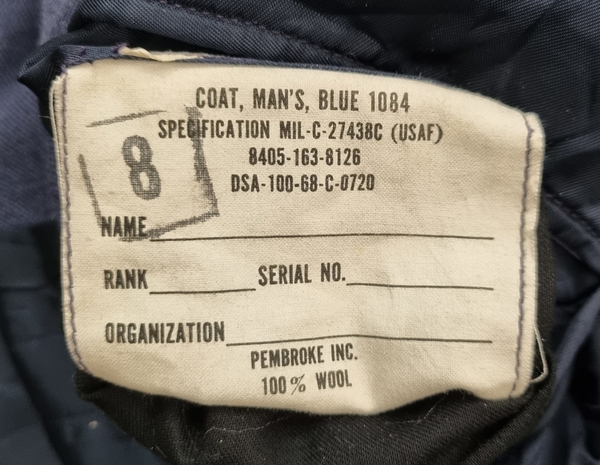 COAT, MAN'S, BLUE 1084
SPECIFICATION MIL-C-27438C (USAF)
8405-163-8126
DSA-100-68-C-0720
8
NAME
RANK SERIAL NO.
ORGANIZATION
PEMBROKE INC.
100% WOOL